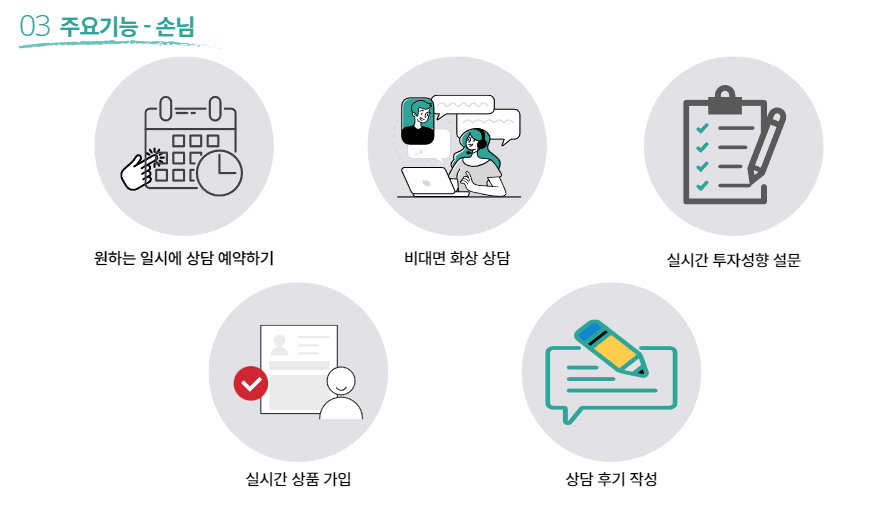 03 주요기능 - 손님
원하는 일시에 상담 예약하기
비대면 화상 상담
실시간 투자성향 설문
실시간 상품 가입
상담 후기 작성